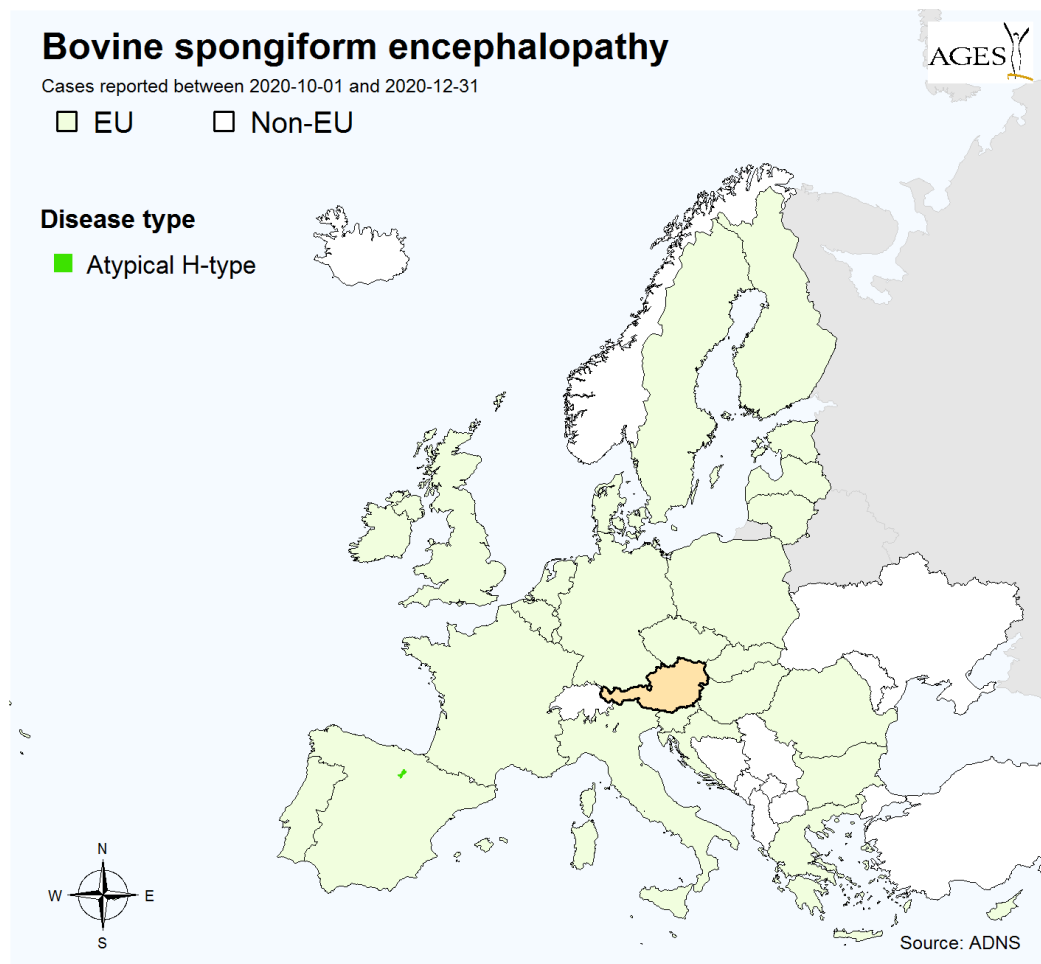 Bovine spongiform encephalopathy
Cases reported between 2020-10-01 and 2020-12-31
EU Non-EU
AGES
Disease type
Atypical H-type
N
W E
S
Source: ADNS